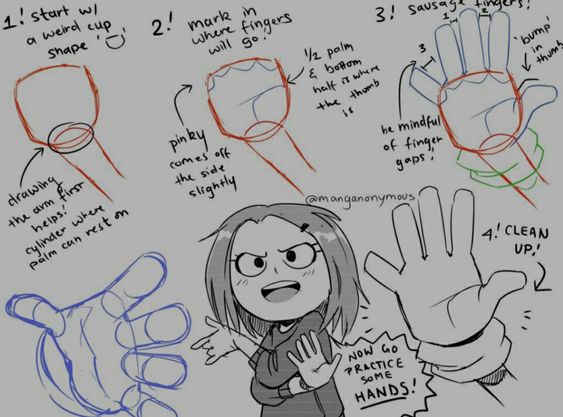 1! start w/
a weird cup
shape!
2! mark in
where fingers
will go!
3! sausage fingers!
drawing
the arm first
helps!
cylinder where
palm can rest on
pinky
comes off
the side
slightly
1/2 palm
& bottom
half is where
the thumb
is
1
2
3
"bump"
in
thumb
be mindful
of finger
gaps!
@manganonymous
4! CLEAN
UP!
NOW GO
PRACTICE
SOME
HANDS!